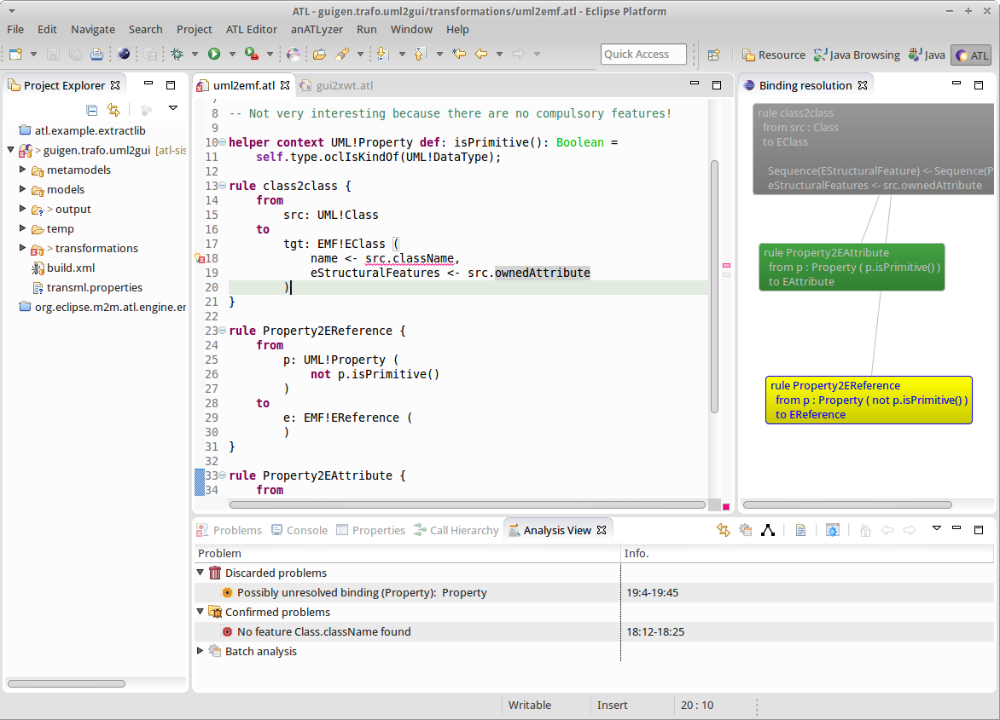 ATL - guigen.trafo.uml2gui/transformations/uml2emf.atl - Eclipse Platform
File Edit Navigate Search Project ATL Editor anATLyzer Run Window Help
Quick Access
Resource Java Browsing Java ATL
Project Explorer
atl.example.extractlib
> guigen.trafo.uml2gui [atl-sis
metamodels
models
> output
temp
> transformations
build.xml
transml.properties
org.eclipse.m2m.atl.engine.er
uml2emf.atl gui2xwt.atl
7
8 -- Not very interesting because there are no compulsory features!
9
10 helper context UML!Property def: isPrimitive(): Boolean =
11 self.type.oclIsKindOf(UML!DataType);
12
13 rule class2class {
14 from
15 src: UML!Class
16 to
17 tgt: EMF!EClass (
18 name <- src.className,
19 eStructuralFeatures <- src.ownedAttribute
20 )
21 }
22
23 rule Property2EReference {
24 from
25 p: UML!Property (
26 not p.isPrimitive()
27 )
28 to
29 e: EMF!EReference (
30 )
31 }
32
33 rule Property2EAttribute {
34 from
Binding resolution
rule class2class
from src : Class
to EClass
Sequence(EStructuralFeature) <- Sequence(P
eStructuralFeatures <- src.ownedAttribute
rule Property2EAttribute
from p : Property ( p.isPrimitive() )
to EAttribute
rule Property2EReference
from p : Property ( not p.isPrimitive() )
to EReference
Problems Console Properties Call Hierarchy Analysis View
Problem Info.
Discarded problems
Possibly unresolved binding (Property): Property 19:4-19:45
Confirmed problems
No feature Class.className found 18:12-18:25
Batch analysis
Writable Insert 20 : 10